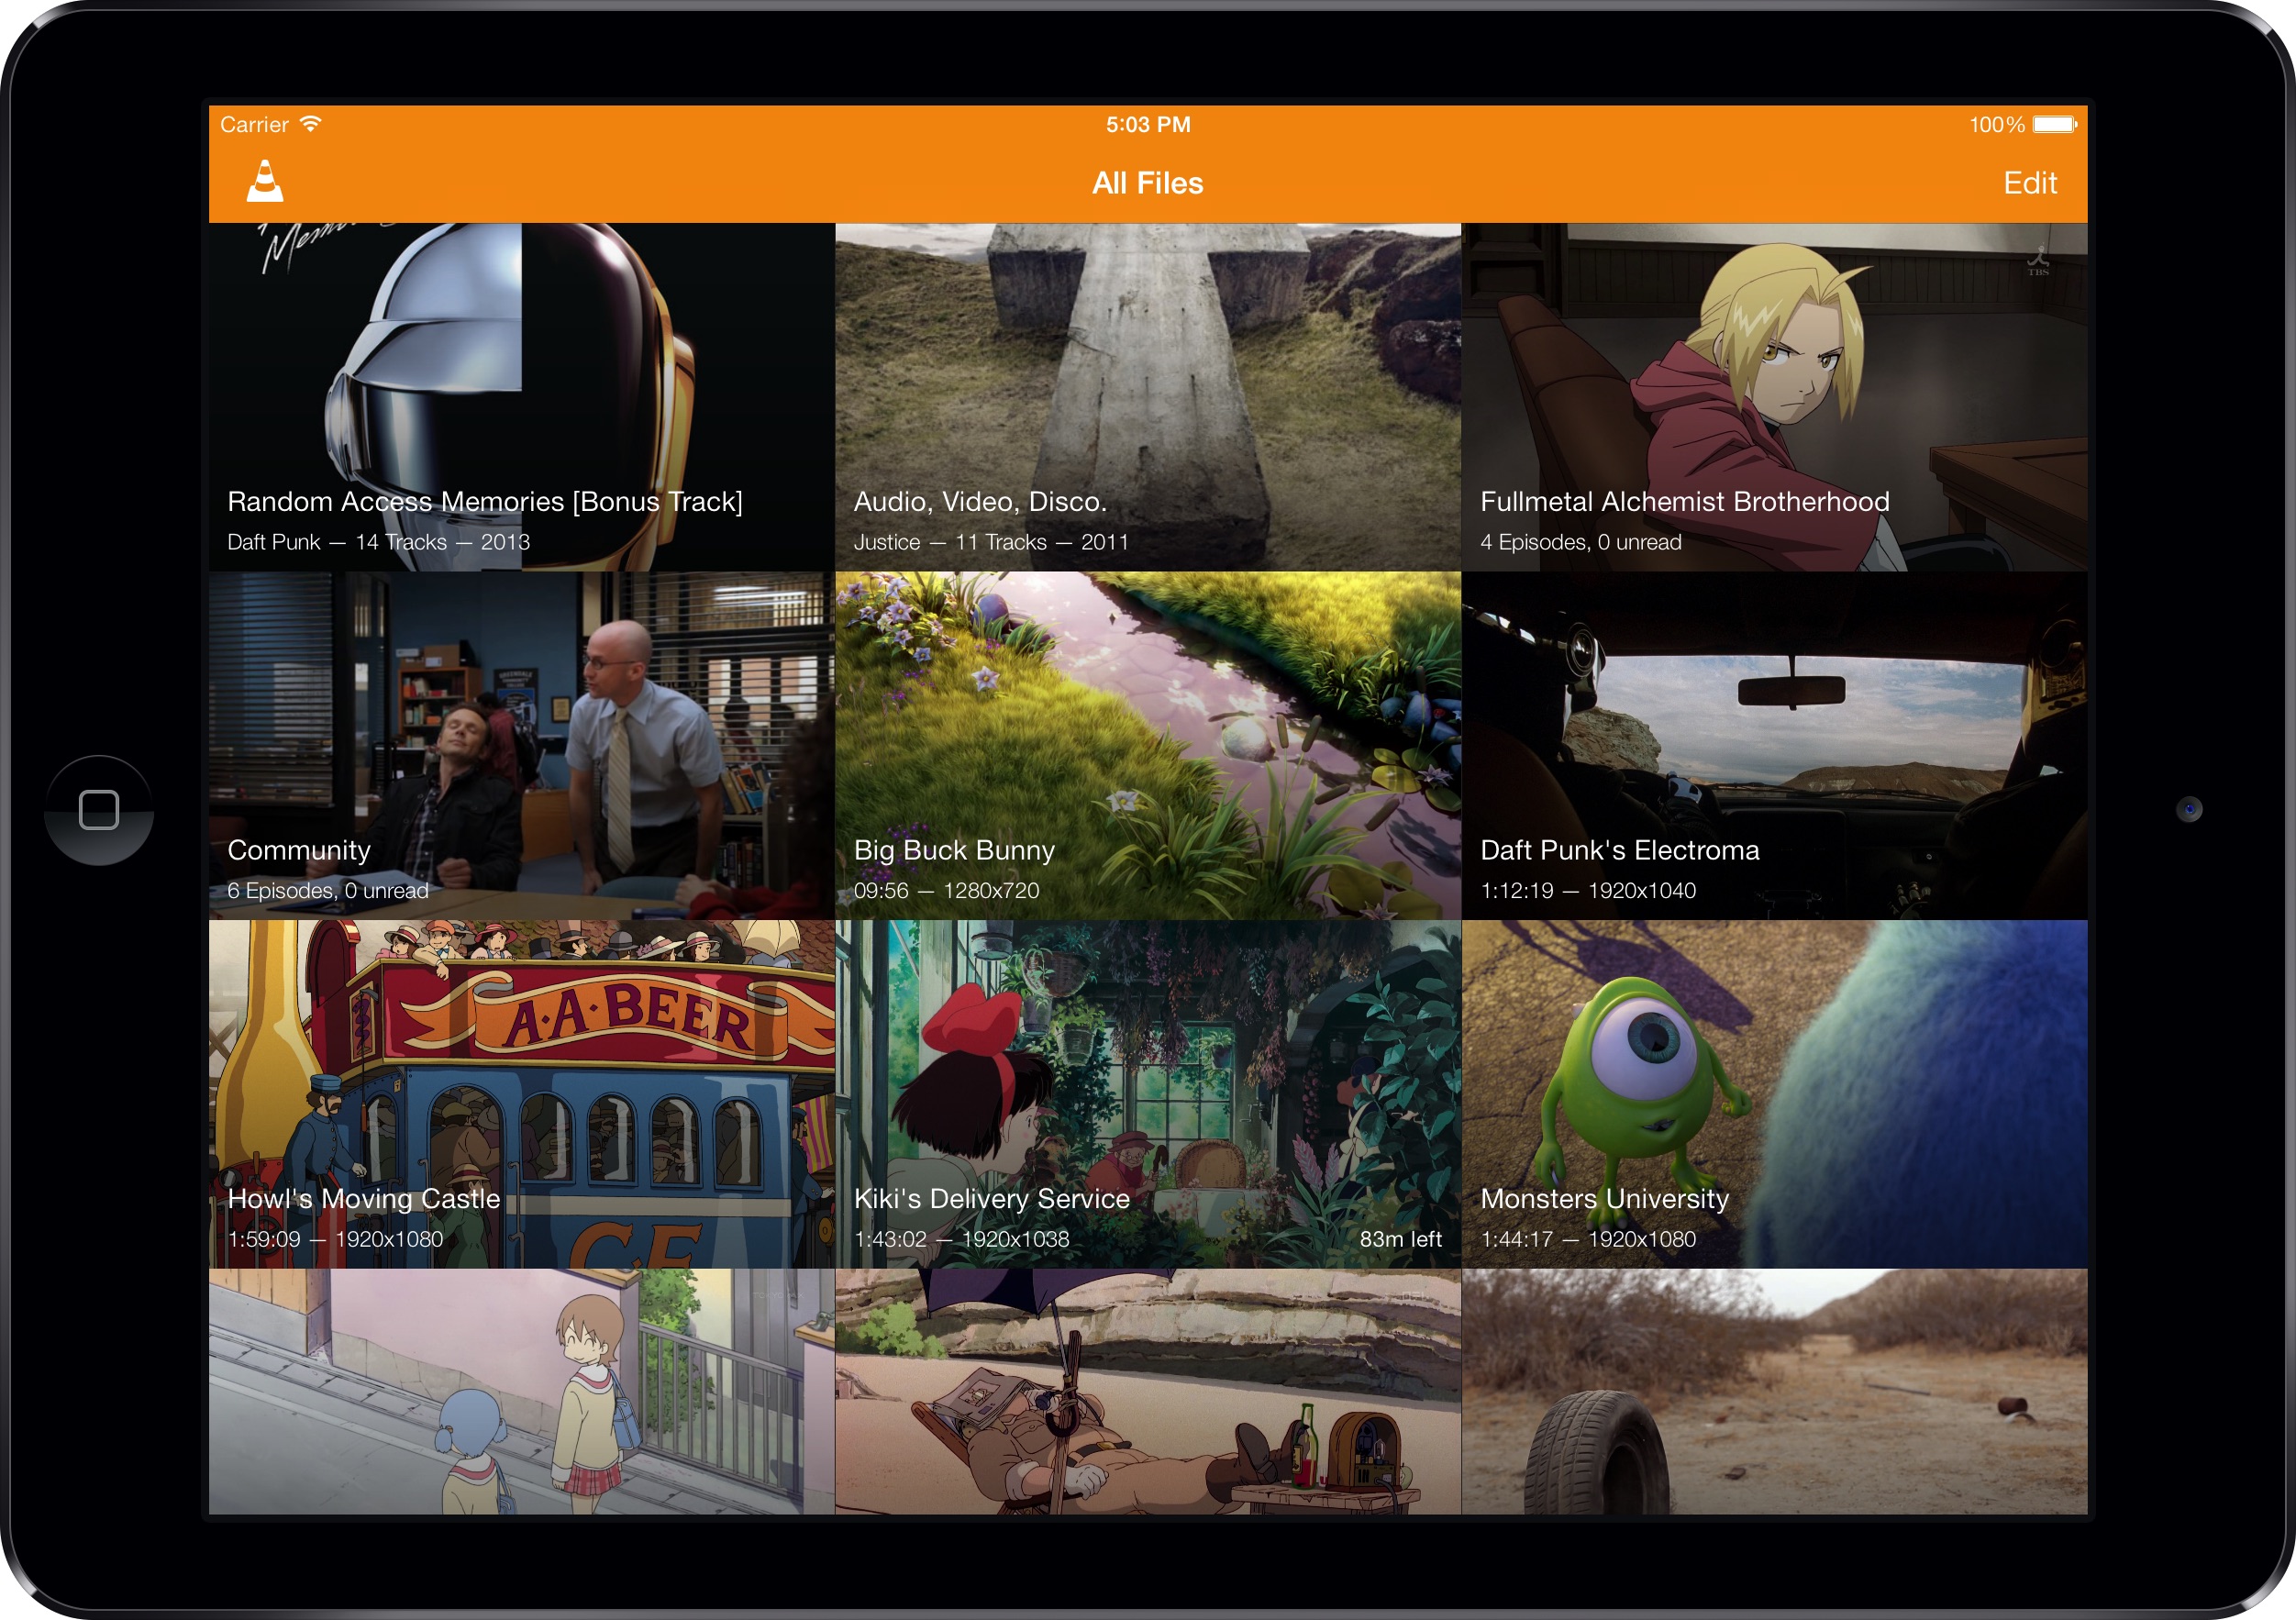 Carrier
5:03 PM
100%
All Files
Edit
Random Access Memories [Bonus Track]
Daft Punk — 14 Tracks — 2013
Audio, Video, Disco.
Justice — 11 Tracks — 2011
TBS
Fullmetal Alchemist Brotherhood
4 Episodes, 0 unread
GREENDALE
Community
6 Episodes, 0 unread
Big Buck Bunny
09:56 — 1280x720
Daft Punk's Electroma
1:12:19 — 1920x1040
A·A·BEER
C.F
Howl's Moving Castle
1:59:09 — 1920x1080
Kiki's Delivery Service
1:43:02 — 1920x1038
83m left
Monsters University
1:44:17 — 1920x1080